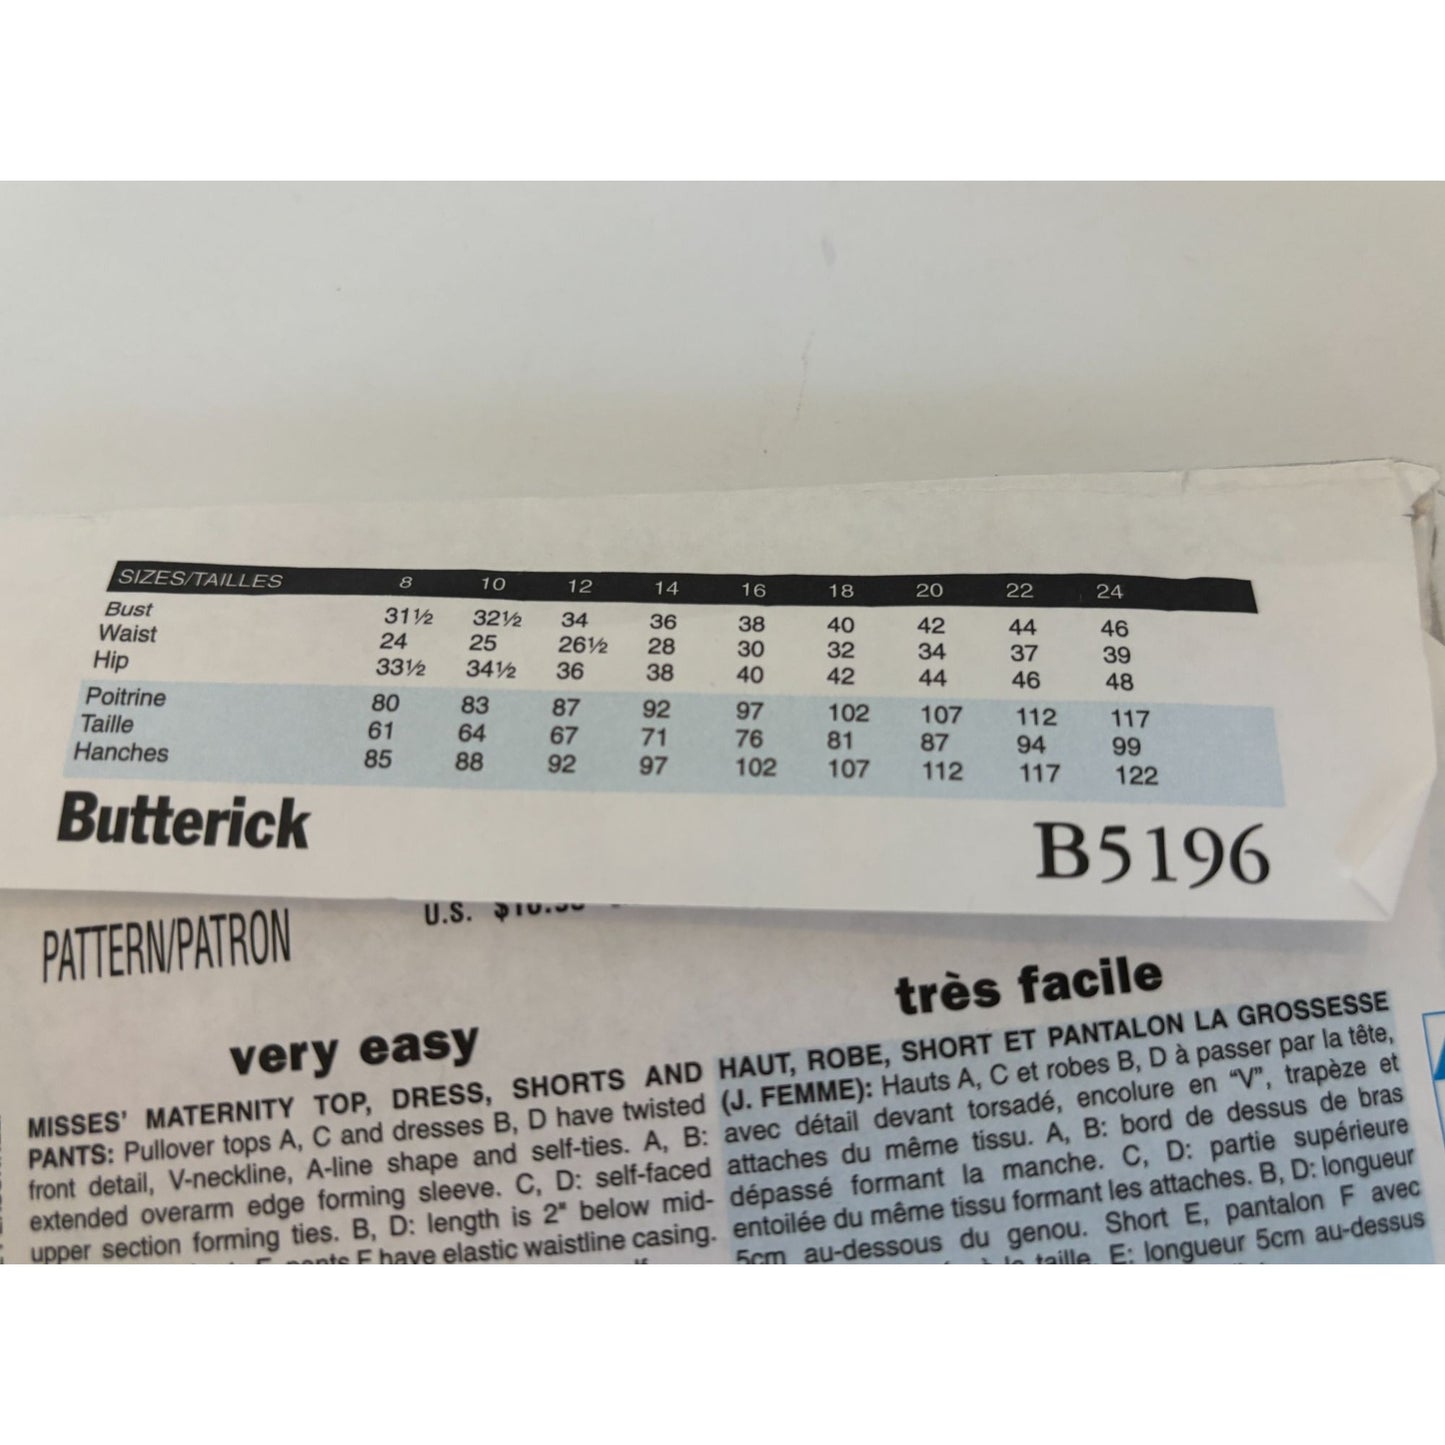 SIZES/TAILLES 8 10 12 14 16 18 20 22 24
Bust 31½ 32½ 34 36 38 40 42 44 46
Waist 24 25 26½ 28 30 32 34 37 39
Hip 33½ 34½ 36 38 40 42 44 46 48
Poitrine 80 83 87 92 97 102 107 112 117
Taille 61 64 67 71 76 81 87 94 99
Hanches 85 88 92 97 102 107 112 117 122
Butterick B5196
PATTERN/PATRON U.S.
very easy
MISSES' MATERNITY TOP, DRESS, SHORTS AND
PANTS: Pullover tops A, C and dresses B, D have twisted
front detail, V-neckline, A-line shape and self-ties. A, B:
extended overarm edge forming sleeve. C, D: self-faced
upper section forming ties. B, D: length is 2" below mid-
pants F have elastic waistline casing.
très facile
HAUT, ROBE, SHORT ET PANTALON LA GROSSESSE
(J. FEMME): Hauts A, C et robes B, D à passer par la tête,
avec détail devant torsadé, encolure en "V", trapèze et
attaches du même tissu. A, B: bord de dessus de bras
dépassé formant la manche. C, D: partie supérieure
entoilée du même tissu formant les attaches. B, D: longueur
5cm au-dessous du genou. Short E, pantalon F avec
taille. E: longueur 5cm au-dessus